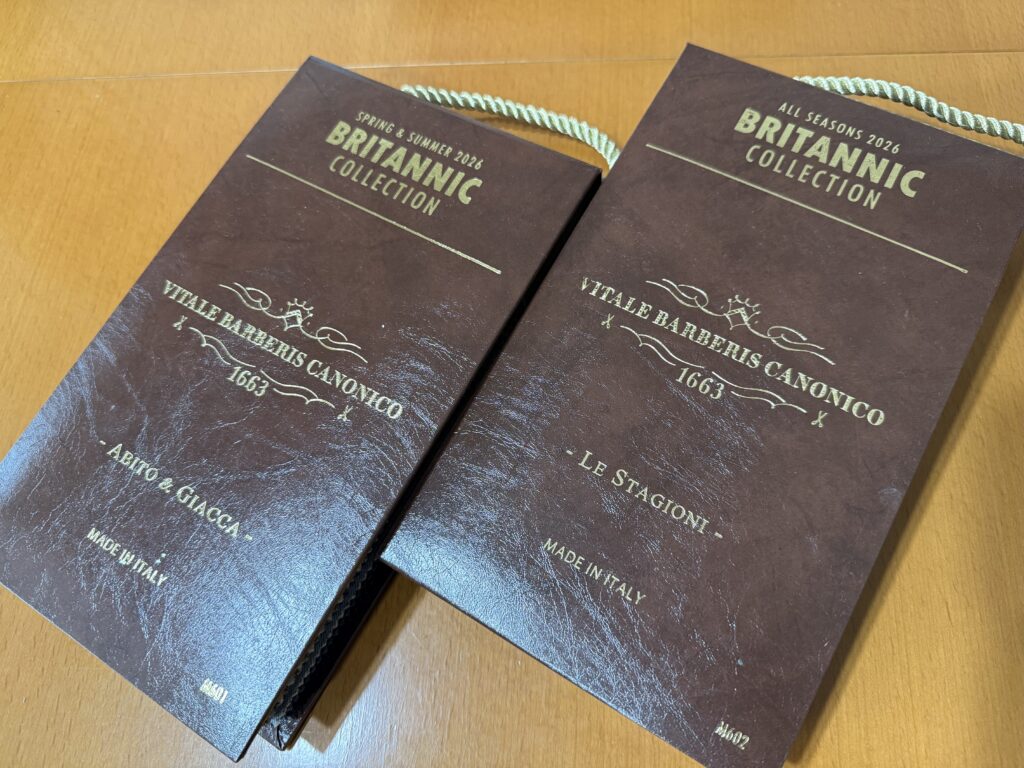 SPRING & SUMMER 2026
BRITANNIC
COLLECTION
VITALE BARBERIS CANONICO
1663
- ABITO & GIACCA -
MADE IN ITALY
M601
ALL SEASONS 2026
BRITANNIC
COLLECTION
VITALE BARBERIS CANONICO
1663
- LE STAGIONI -
MADE IN ITALY
M602